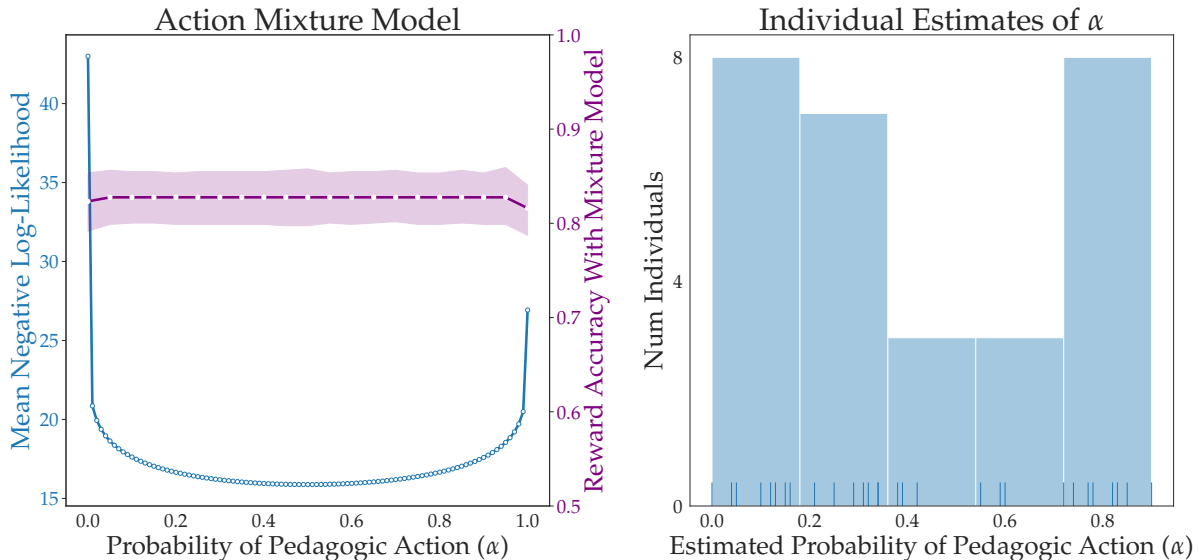 Action Mixture Model
Mean Negative Log-Likelihood
40
35
30
25
20
15
1.0
0.9
0.8
0.7
0.6
0.5
Reward Accuracy With Mixture Model
0.0 0.2 0.4 0.6 0.8 1.0
Probability of Pedagogic Action (α)
Individual Estimates of α
Num Individuals
8
4
0
0.0 0.2 0.4 0.6 0.8
Estimated Probability of Pedagogic Action (α)